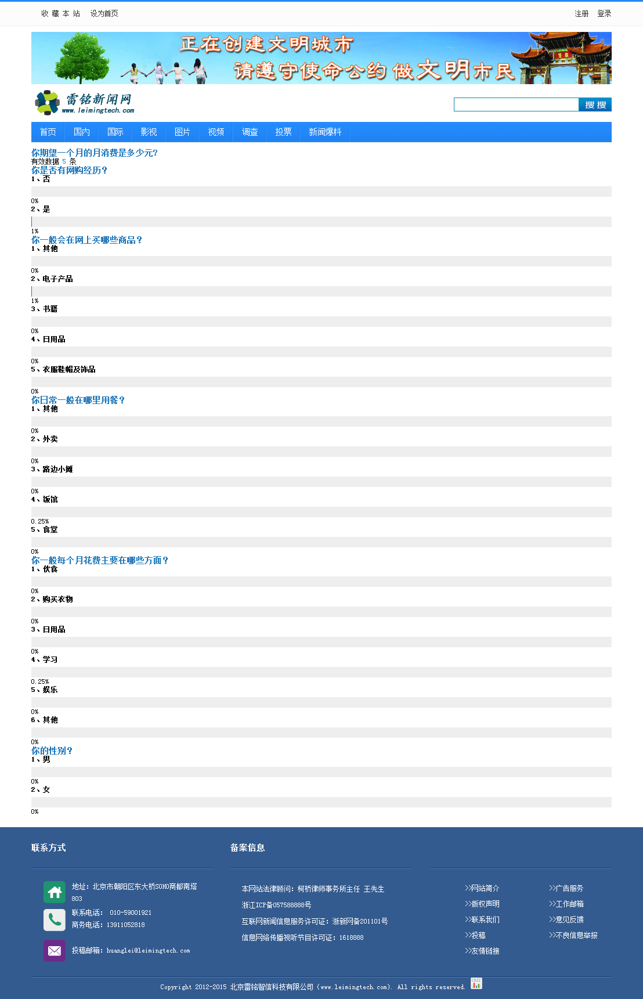 收 藏 本 站 设为首页 注册 登录
正在创建文明城市
请遵守使命公约 做文明市民
雷铭新闻网
www.leimingtech.com
搜 搜
首页 国内 国际 影视 图片 视频 调查 投票 新闻爆料
你期望一个月的月消费是多少元?
有效数据 5 条
你是否有网购经历？
1、否
0%
2、是
1%
你一般会在网上买哪些商品？
1、其他
0%
2、电子产品
1%
3、书籍
0%
4、日用品
0%
5、衣服鞋帽及饰品
0%
你日常一般在哪里用餐？
1、其他
0%
2、外卖
0%
3、路边小摊
0%
4、饭馆
0.25%
5、食堂
0%
你一般每个月花费主要在哪些方面？
1、伙食
0%
2、购买衣物
0%
3、日用品
0%
4、学习
0.25%
5、娱乐
0%
6、其他
0%
你的性别？
1、男
0%
2、女
0%
联系方式
地址: 北京市朝阳区东大桥SOHO商都南塔
803
联系电话: 010-59001921
商务电话: 13911052818
投稿邮箱: huanglei@leimingtech.com
备案信息
本网站法律顾问: 柯桥律师事务所主任 王先生
浙江ICP备057588888号
互联网新闻信息服务许可证: 浙新网备201101号
信息网络传播视听节目许可证: 1618888
>>网站简介 >>广告服务
>>版权声明 >>工作邮箱
>>联系我们 >>意见反馈
>>投稿 >>不良信息举报
>>友情链接
Copyright 2012-2015 北京雷铭智信科技有限公司 (www.leimingtech.com). All rights reserved. CNZZ